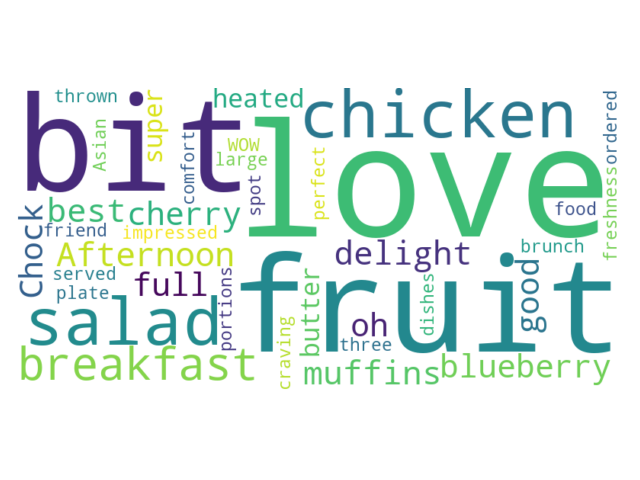 thrown
bit
Asian
super
comfort
heated
WOW
large
spot
love
chicken
perfect
ordered
freshness
food
Chock
best
cherry
friend
impressed
Afternoon
served
plate
full
portions
salad
breakfast
fruit
delight
brunch
craving
butter
oh
three
dishes
good
muffins
blueberry